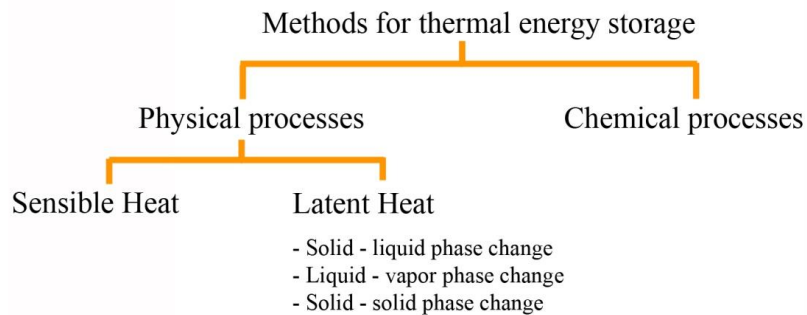 Methods for thermal energy storage
Physical processes
Chemical processes
Sensible Heat
Latent Heat
- Solid - liquid phase change
- Liquid - vapor phase change
- Solid - solid phase change